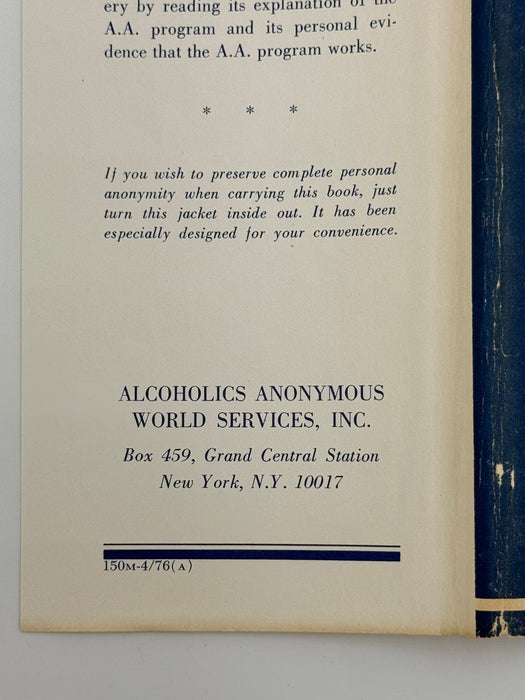 ery by reading its explanation of the
A.A. program and its personal evi-
dence that the A.A. program works.
* * *
If you wish to preserve complete personal
anonymity when carrying this book, just
turn this jacket inside out. It has been
especially designed for your convenience.
ALCOHOLICS ANONYMOUS
WORLD SERVICES, INC.
Box 459, Grand Central Station
New York, N.Y. 10017
150M-4/76(A)